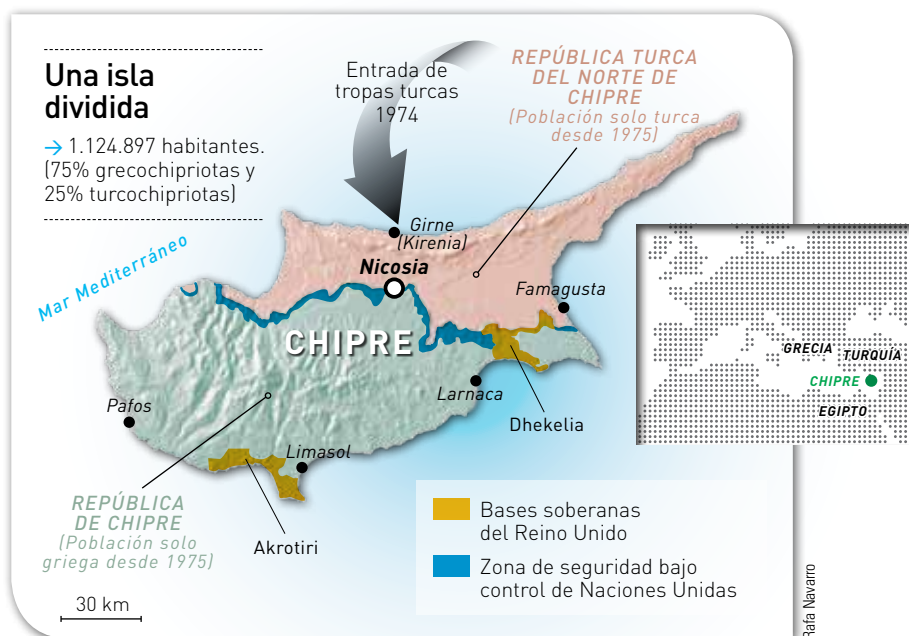 Una isla
dividida
→ 1.124.897 habitantes.
(75% grecochipriotas y
25% turcochipriotas)
Entrada de
tropas turcas
1974
REPÚBLICA TURCA
DEL NORTE DE
CHIPRE
(Población solo turca
desde 1975)
Mar Mediterráneo
Girne
(Kirenia)
Nicosia
Famagusta
CHIPRE
Larnaca
Dhekelia
Pafos
Limasol
Akrotiri
REPÚBLICA
DE CHIPRE
(Población solo
griega desde 1975)
30 km
GRECIA
TURQUÍA
CHIPRE
EGIPTO
Bases soberanas
del Reino Unido
Zona de seguridad bajo
control de Naciones Unidas
Rafa Navarro